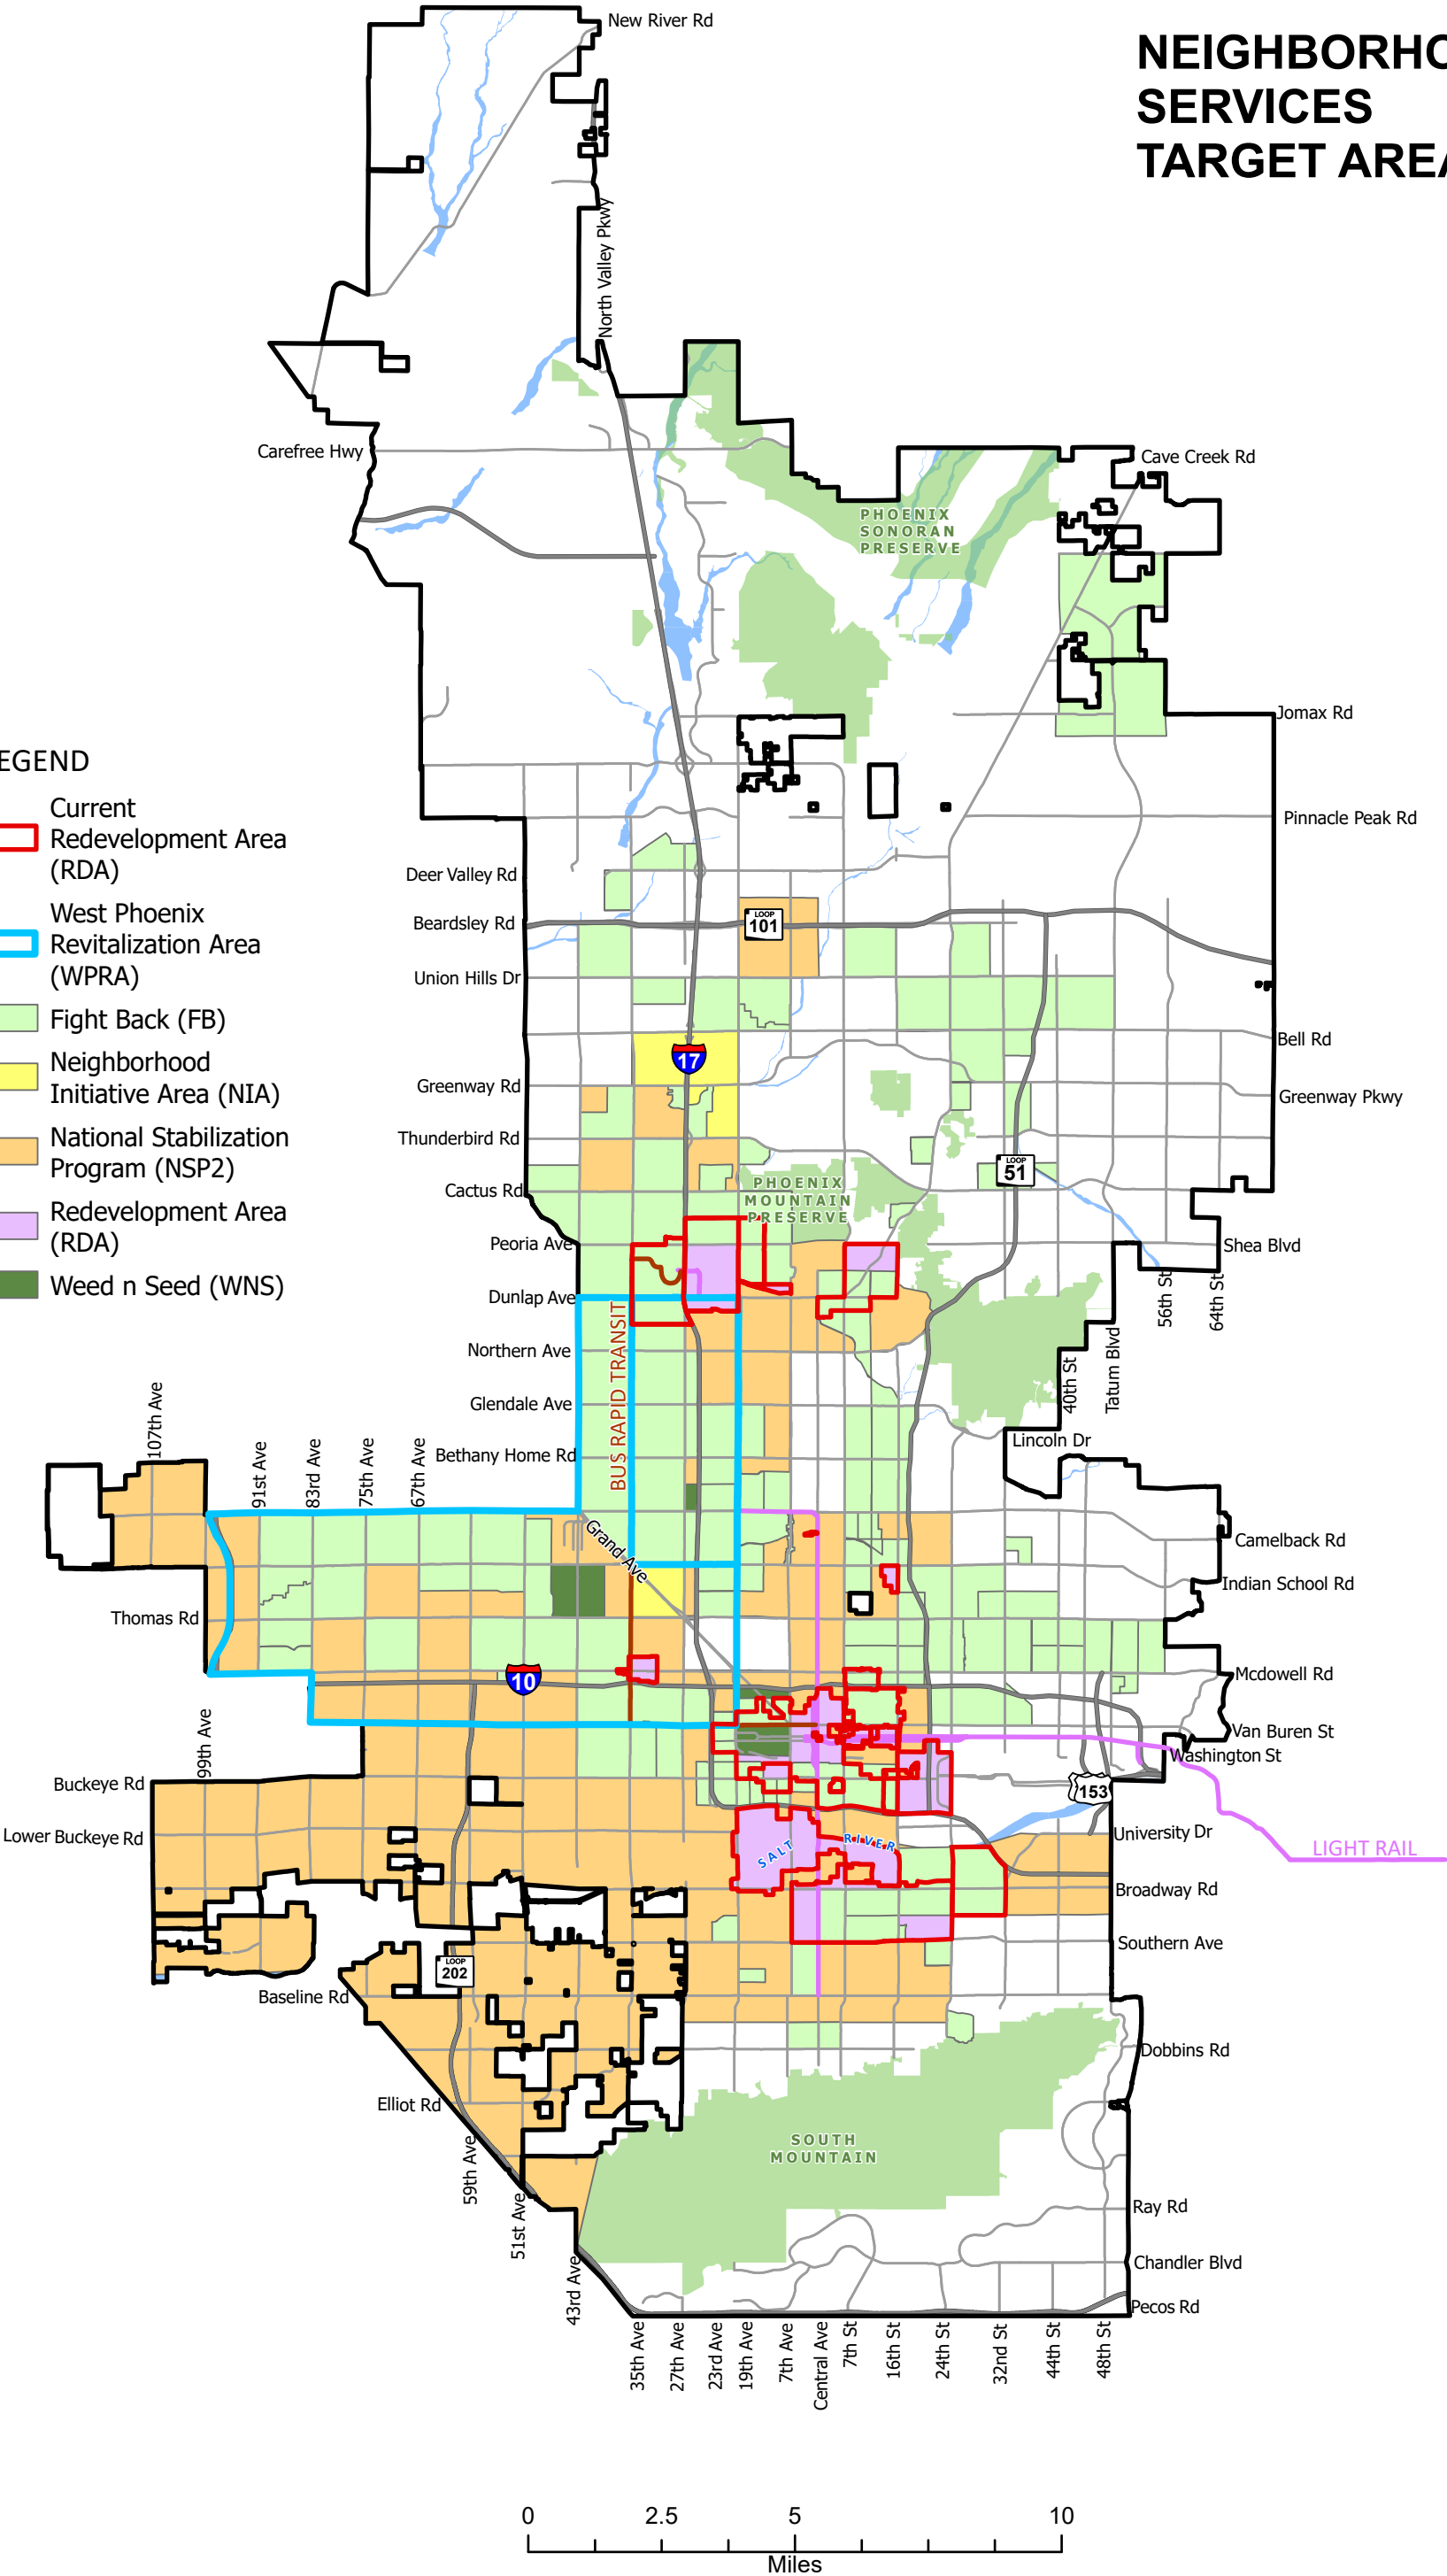 NEIGHBORHO
SERVICES
TARGET AREA
New River Rd
North Valley Pkwy
Carefree Hwy
Cave Creek Rd
PHOENIX
SONORAN
PRESERVE
Jomax Rd
EGEND
Current
Redevelopment Area
(RDA)
West Phoenix
Revitalization Area
(WPRA)
Fight Back (FB)
Neighborhood
Initiative Area (NIA)
National Stabilization
Program (NSP2)
Redevelopment Area
(RDA)
Weed n Seed (WNS)
Pinnacle Peak Rd
Deer Valley Rd
Beardsley Rd
LOOP
101
Union Hills Dr
Bell Rd
17
Greenway Rd
Greenway Pkwy
Thunderbird Rd
LOOP
51
Cactus Rd
PHOENIX
MOUNTAIN
PRESERVE
Peoria Ave
Shea Blvd
Dunlap Ave
56th St
64th St
BUS RAPID TRANSIT
Northern Ave
40th St
Tatum Blvd
Glendale Ave
107th Ave
Bethany Home Rd
Lincoln Dr
91st Ave
83rd Ave
75th Ave
67th Ave
Grand Ave
Camelback Rd
Indian School Rd
Thomas Rd
10
Mcdowell Rd
99th Ave
Van Buren St
Washington St
Buckeye Rd
153
Lower Buckeye Rd
University Dr
SALT
RIVER
LIGHT RAIL
Broadway Rd
Southern Ave
LOOP
202
Baseline Rd
Dobbins Rd
Elliot Rd
SOUTH
MOUNTAIN
59th Ave
51st Ave
43rd Ave
Ray Rd
Chandler Blvd
Pecos Rd
35th Ave
27th Ave
23rd Ave
19th Ave
7th Ave
Central Ave
7th St
16th St
24th St
32nd St
44th St
48th St
0 2.5 5 10
Miles